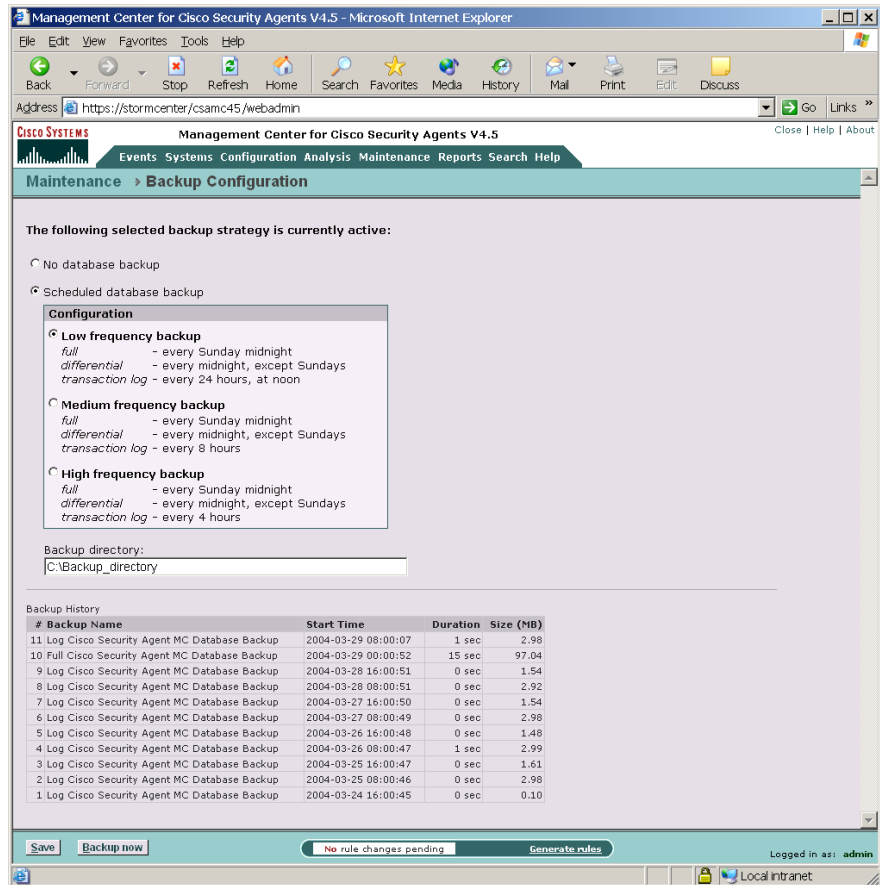 Management Center for Cisco Security Agents V4.5 - Microsoft Internet Explorer
File Edit View Favorites Tools Help
Back Forward Stop Refresh Home Search Favorites Media History Mail Print Edit Discuss
Address https://stormcenter/csamc45/webadmin Go Links »
CISCO SYSTEMS Management Center for Cisco Security Agents V4.5 Close | Help | About
Events Systems Configuration Analysis Maintenance Reports Search Help
Maintenance > Backup Configuration
The following selected backup strategy is currently active:
No database backup
Scheduled database backup
Configuration
Low frequency backup
full - every Sunday midnight
differential - every midnight, except Sundays
transaction log - every 24 hours, at noon
Medium frequency backup
full - every Sunday midnight
differential - every midnight, except Sundays
transaction log - every 8 hours
High frequency backup
full - every Sunday midnight
differential - every midnight, except Sundays
transaction log - every 4 hours
Backup directory:
C:\Backup_directory
Backup History
# Backup Name Start Time Duration Size (MB)
11 Log Cisco Security Agent MC Database Backup 2004-03-29 08:00:07 1 sec 2.98
10 Full Cisco Security Agent MC Database Backup 2004-03-29 00:00:52 15 sec 97.04
9 Log Cisco Security Agent MC Database Backup 2004-03-28 16:00:51 0 sec 1.54
8 Log Cisco Security Agent MC Database Backup 2004-03-28 08:00:51 0 sec 2.92
7 Log Cisco Security Agent MC Database Backup 2004-03-27 16:00:50 0 sec 1.54
6 Log Cisco Security Agent MC Database Backup 2004-03-27 08:00:49 0 sec 2.98
5 Log Cisco Security Agent MC Database Backup 2004-03-26 16:00:48 0 sec 1.48
4 Log Cisco Security Agent MC Database Backup 2004-03-26 08:00:47 1 sec 2.99
3 Log Cisco Security Agent MC Database Backup 2004-03-25 16:00:47 0 sec 1.61
2 Log Cisco Security Agent MC Database Backup 2004-03-25 08:00:46 0 sec 2.98
1 Log Cisco Security Agent MC Database Backup 2004-03-24 16:00:45 0 sec 0.10
Save Backup now No rule changes pending Generate rules Logged in as: admin
Local intranet